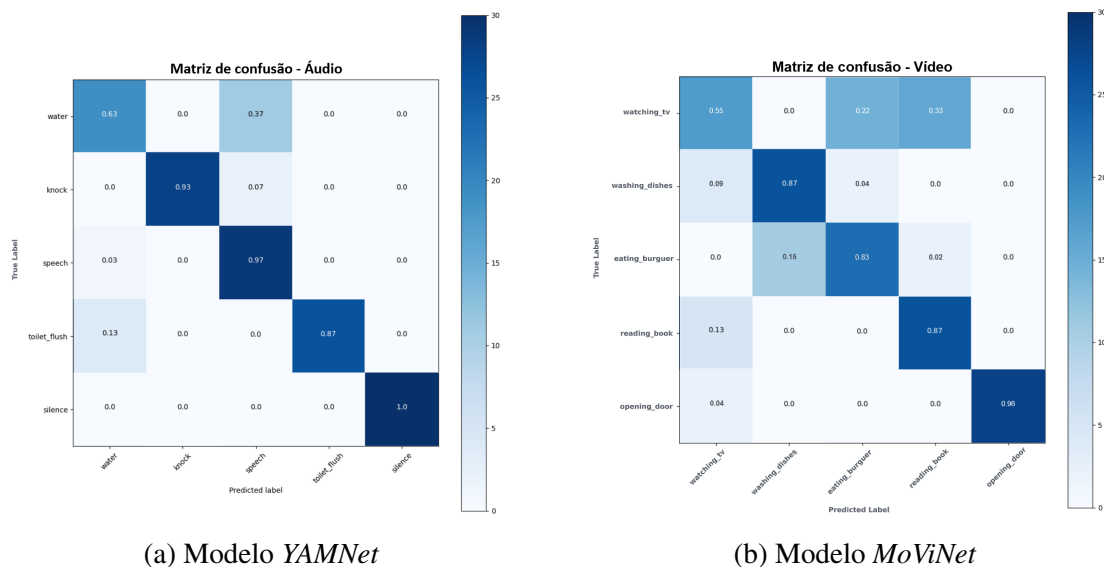 Matriz de confusão - Áudio
True Label
water 0.63 0.0 0.37 0.0 0.0
knock 0.0 0.93 0.07 0.0 0.0
speech 0.03 0.0 0.97 0.0 0.0
toilet_flush 0.13 0.0 0.0 0.87 0.0
silence 0.0 0.0 0.0 0.0 1.0
water knock speech toilet_flush silence
Predicted label
30
25
20
15
10
5
0
(a) Modelo YAMNet
Matriz de confusão - Vídeo
True Label
watching_tv 0.55 0.0 0.22 0.33 0.0
washing_dishes 0.09 0.87 0.04 0.0 0.0
eating_burguer 0.0 0.15 0.83 0.02 0.0
reading_book 0.13 0.0 0.0 0.87 0.0
opening_door 0.04 0.0 0.0 0.0 0.96
watching_tv washing_dishes eating_burguer reading_book opening_door
Predicted Label
30
25
20
15
10
5
0
(b) Modelo MoViNet